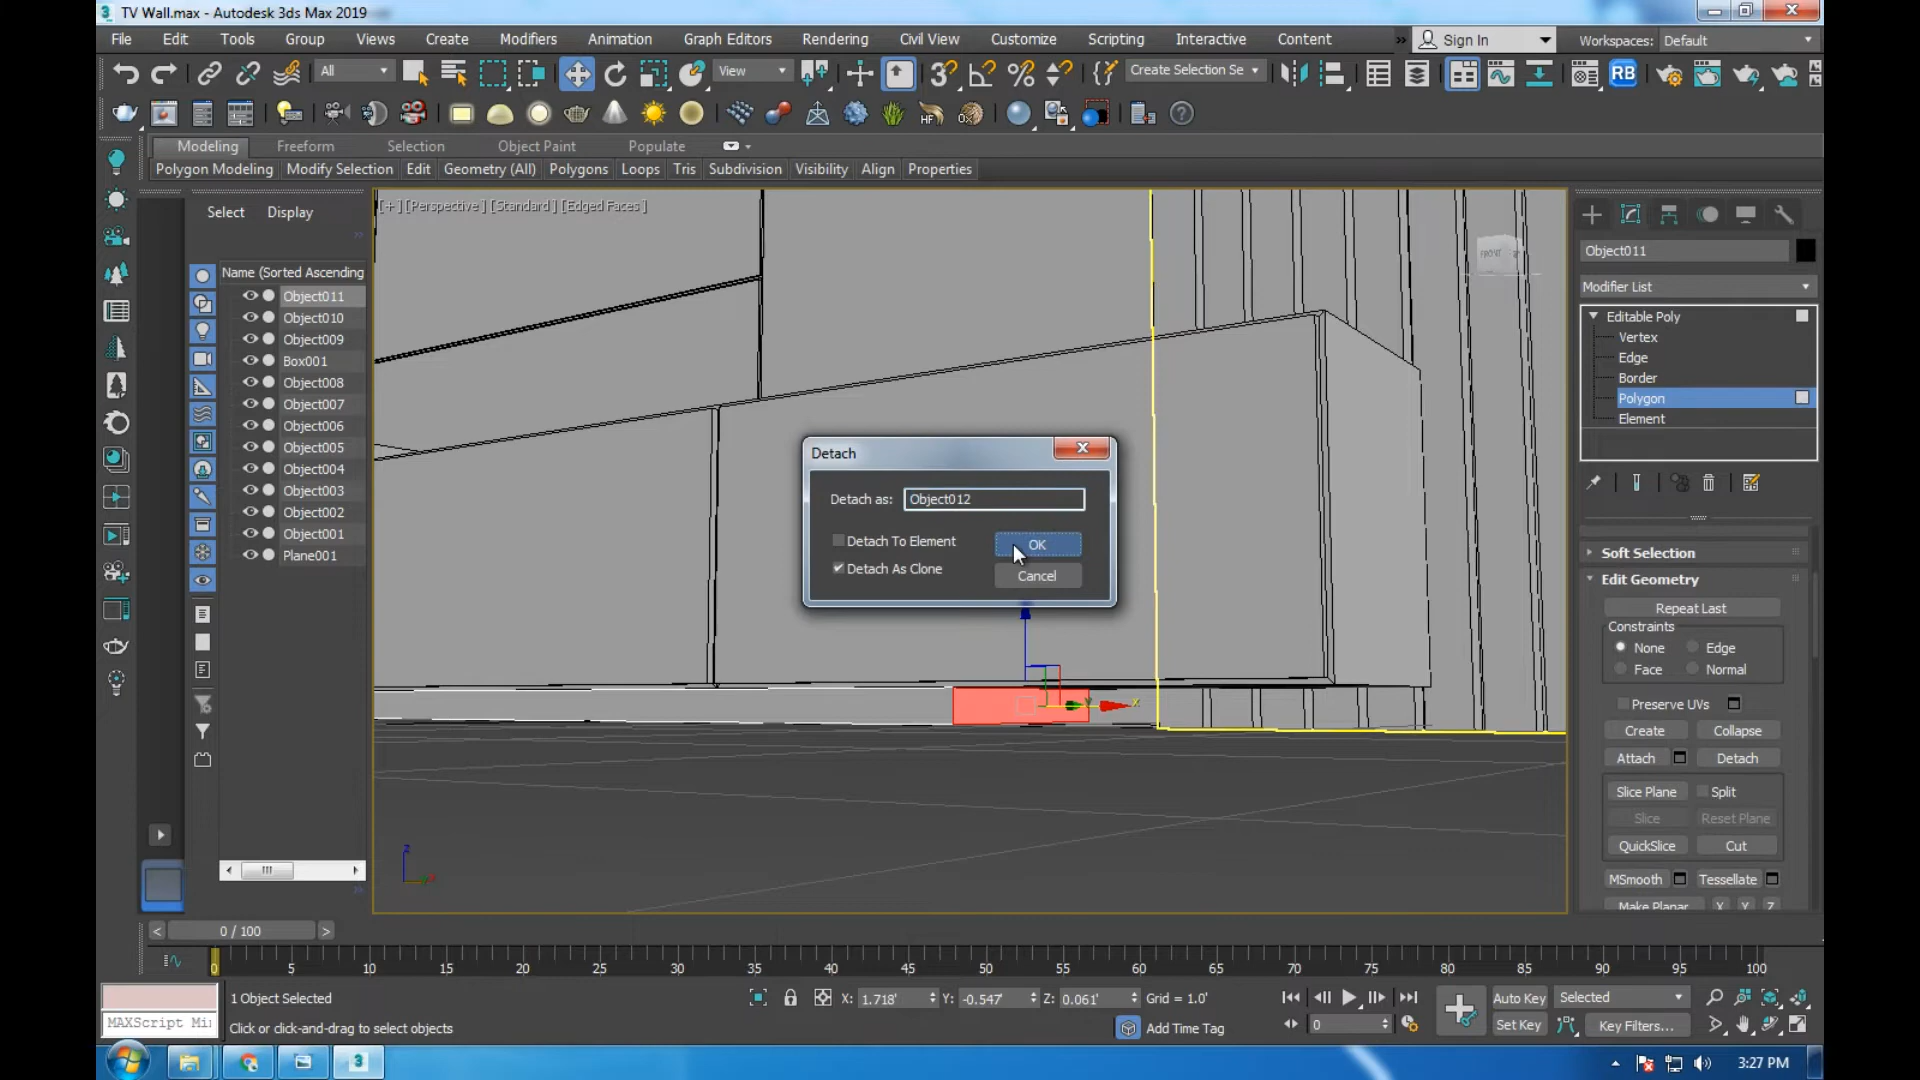 TV Wall.max - Autodesk 3ds Max 2019
File Edit Tools Group Views Create Modifiers Animation Graph Editors Rendering Civil View Customize Scripting Interactive Content » Sign In Workspaces: Default
All View Create Selection Se RB
HF
Modeling Freeform Selection Object Paint Populate
Polygon Modeling Modify Selection Edit Geometry (All) Polygons Loops Tris Subdivision Visibility Align Properties
Select Display
[+] [Perspective ] [Standard ] [Edged Faces ]
FRONT
Name (Sorted Ascending
Object011
Object010
Object009
Box001
Object008
Object007
Object006
Object005
Object004
Object003
Object002
Object001
Plane001
Detach
Detach as: Object012
Detach To Element OK
Detach As Clone Cancel
z
x
Object011
Modifier List
Editable Poly
Vertex
Edge
Border
Polygon
Element
Soft Selection
Edit Geometry
Repeat Last
Constraints
None Edge
Face Normal
Preserve UVs
Create Collapse
Attach Detach
Slice Plane Split
Slice Reset Plane
QuickSlice Cut
MSmooth Tessellate
Make Planar X Y Z
0 / 100
0 5 10 15 20 25 30 35 40 45 50 55 60 65 70 75 80 85 90 95 100
1 Object Selected X: 1.718' Y: -0.547' Z: 0.061' Grid = 1.0' Auto Key Selected
MAXScript Mi
Click or click-and-drag to select objects Add Time Tag 0 Set Key Key Filters...
3:27 PM